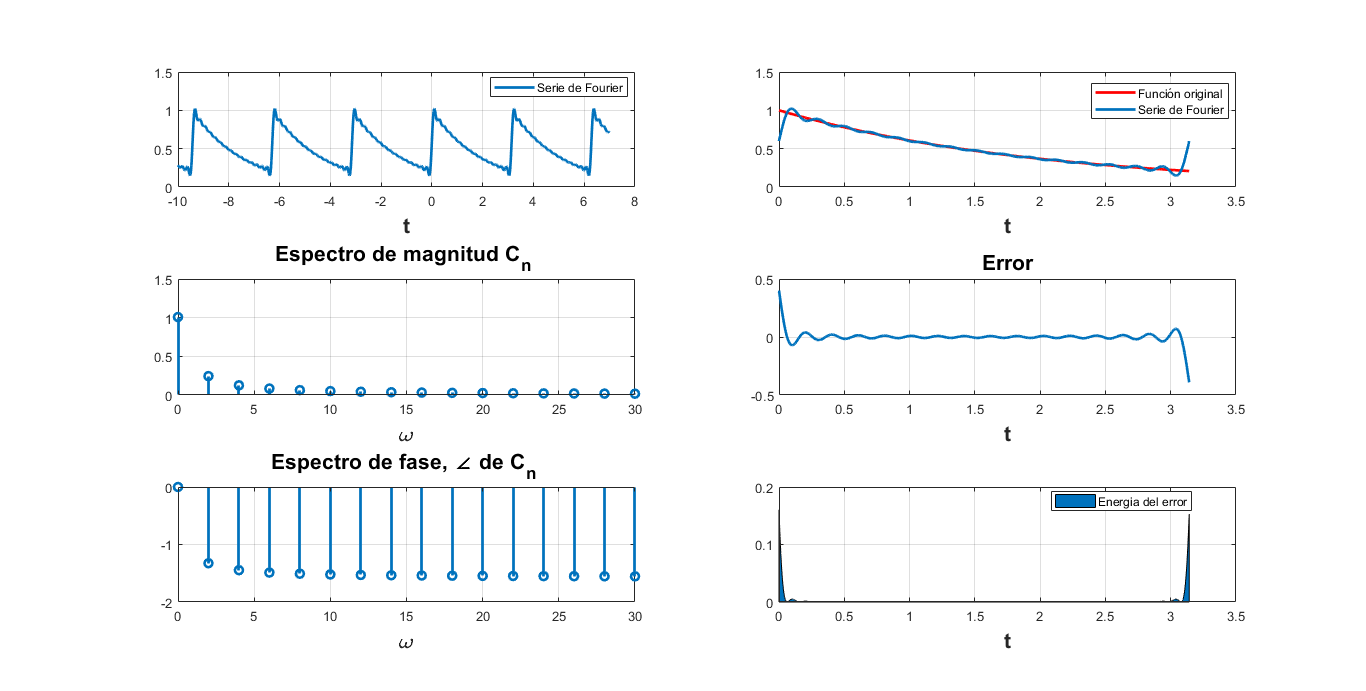 1.5
1
0.5
0
-10 -8 -6 -4 -2 0 2 4 6 8
t
Serie de Fourier
1.5
1
0.5
0
0 0.5 1 1.5 2 2.5 3 3.5
t
Función original
Serie de Fourier
Espectro de magnitud Cn
1.5
1
0.5
0
0 5 10 15 20 25 30
ω
Error
0.5
0
-0.5
0 0.5 1 1.5 2 2.5 3 3.5
t
Espectro de fase, ∠ de Cn
0
-1
-2
0 5 10 15 20 25 30
ω
0.2
0.1
0
0 0.5 1 1.5 2 2.5 3 3.5
t
Energia del error